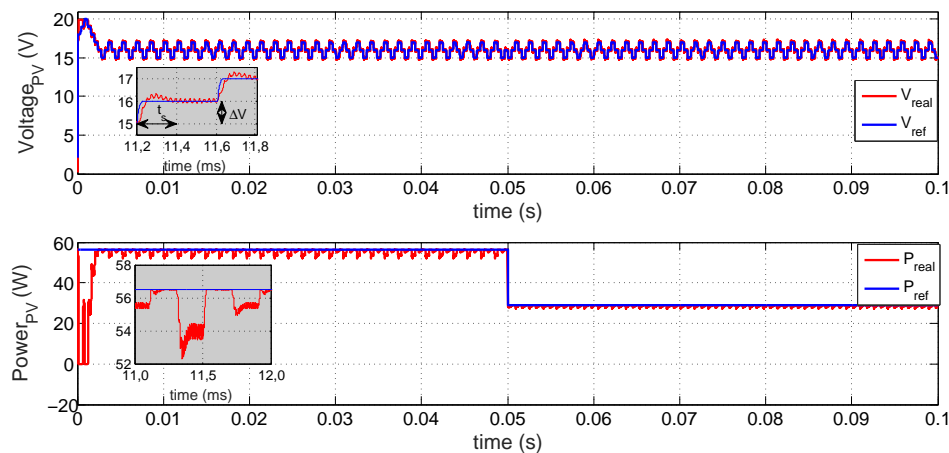 Voltage_PV (V)
20
15
10
5
0
17
16
15
t_s
ΔV
11,2 11,4 11,6 11,8
time (ms)
V_real
V_ref
0 0.01 0.02 0.03 0.04 0.05 0.06 0.07 0.08 0.09 0.1
time (s)
Power_PV (W)
60
40
20
0
−20
58
56
54
52
11,0 11,5 12,0
time (ms)
P_real
P_ref
0 0.01 0.02 0.03 0.04 0.05 0.06 0.07 0.08 0.09 0.1
time (s)